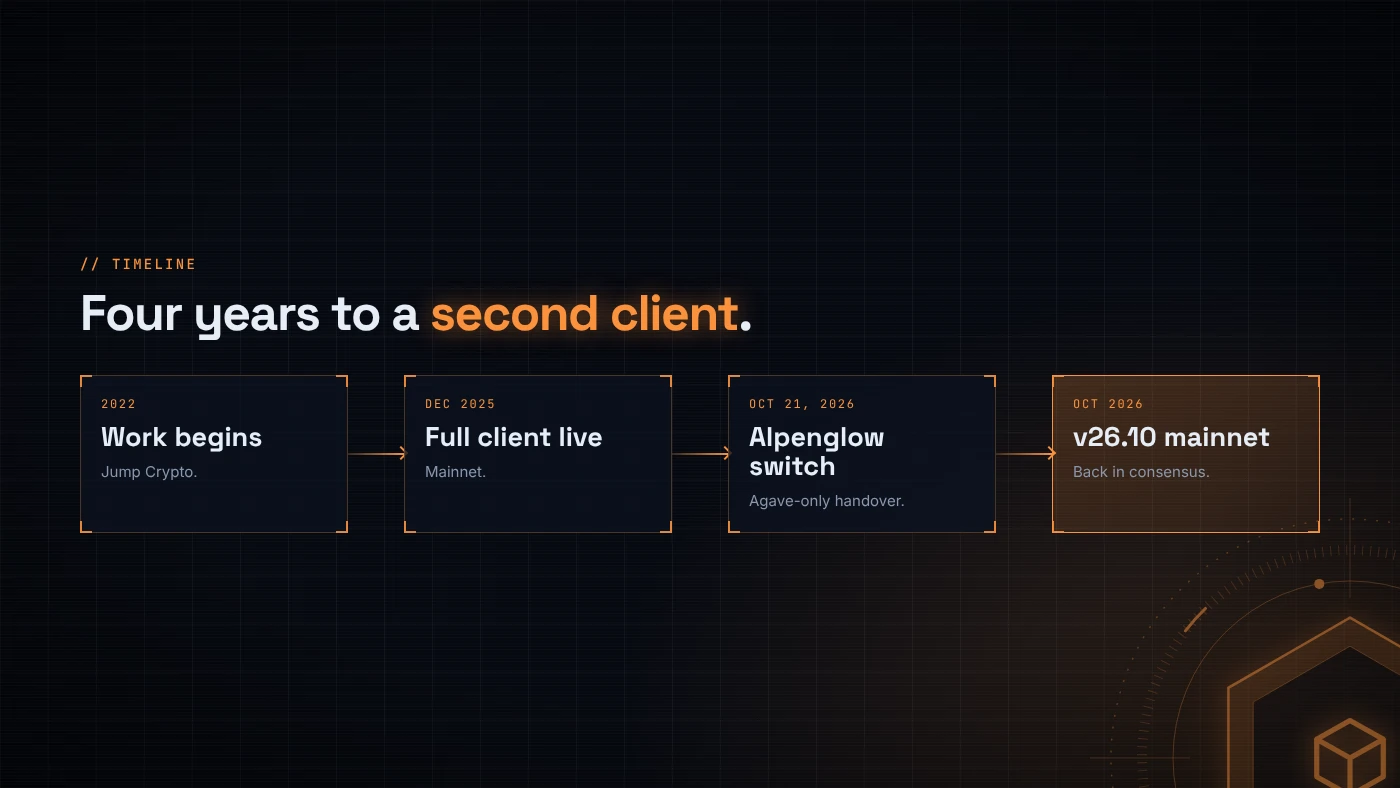 // TIMELINE
Four years to a second client.
2022
Work begins
Jump Crypto.
DEC 2025
Full client live
Mainnet.
OCT 21, 2026
Alpenglow
switch
Agave-only handover.
OCT 2026
v26.10 mainnet
Back in consensus.